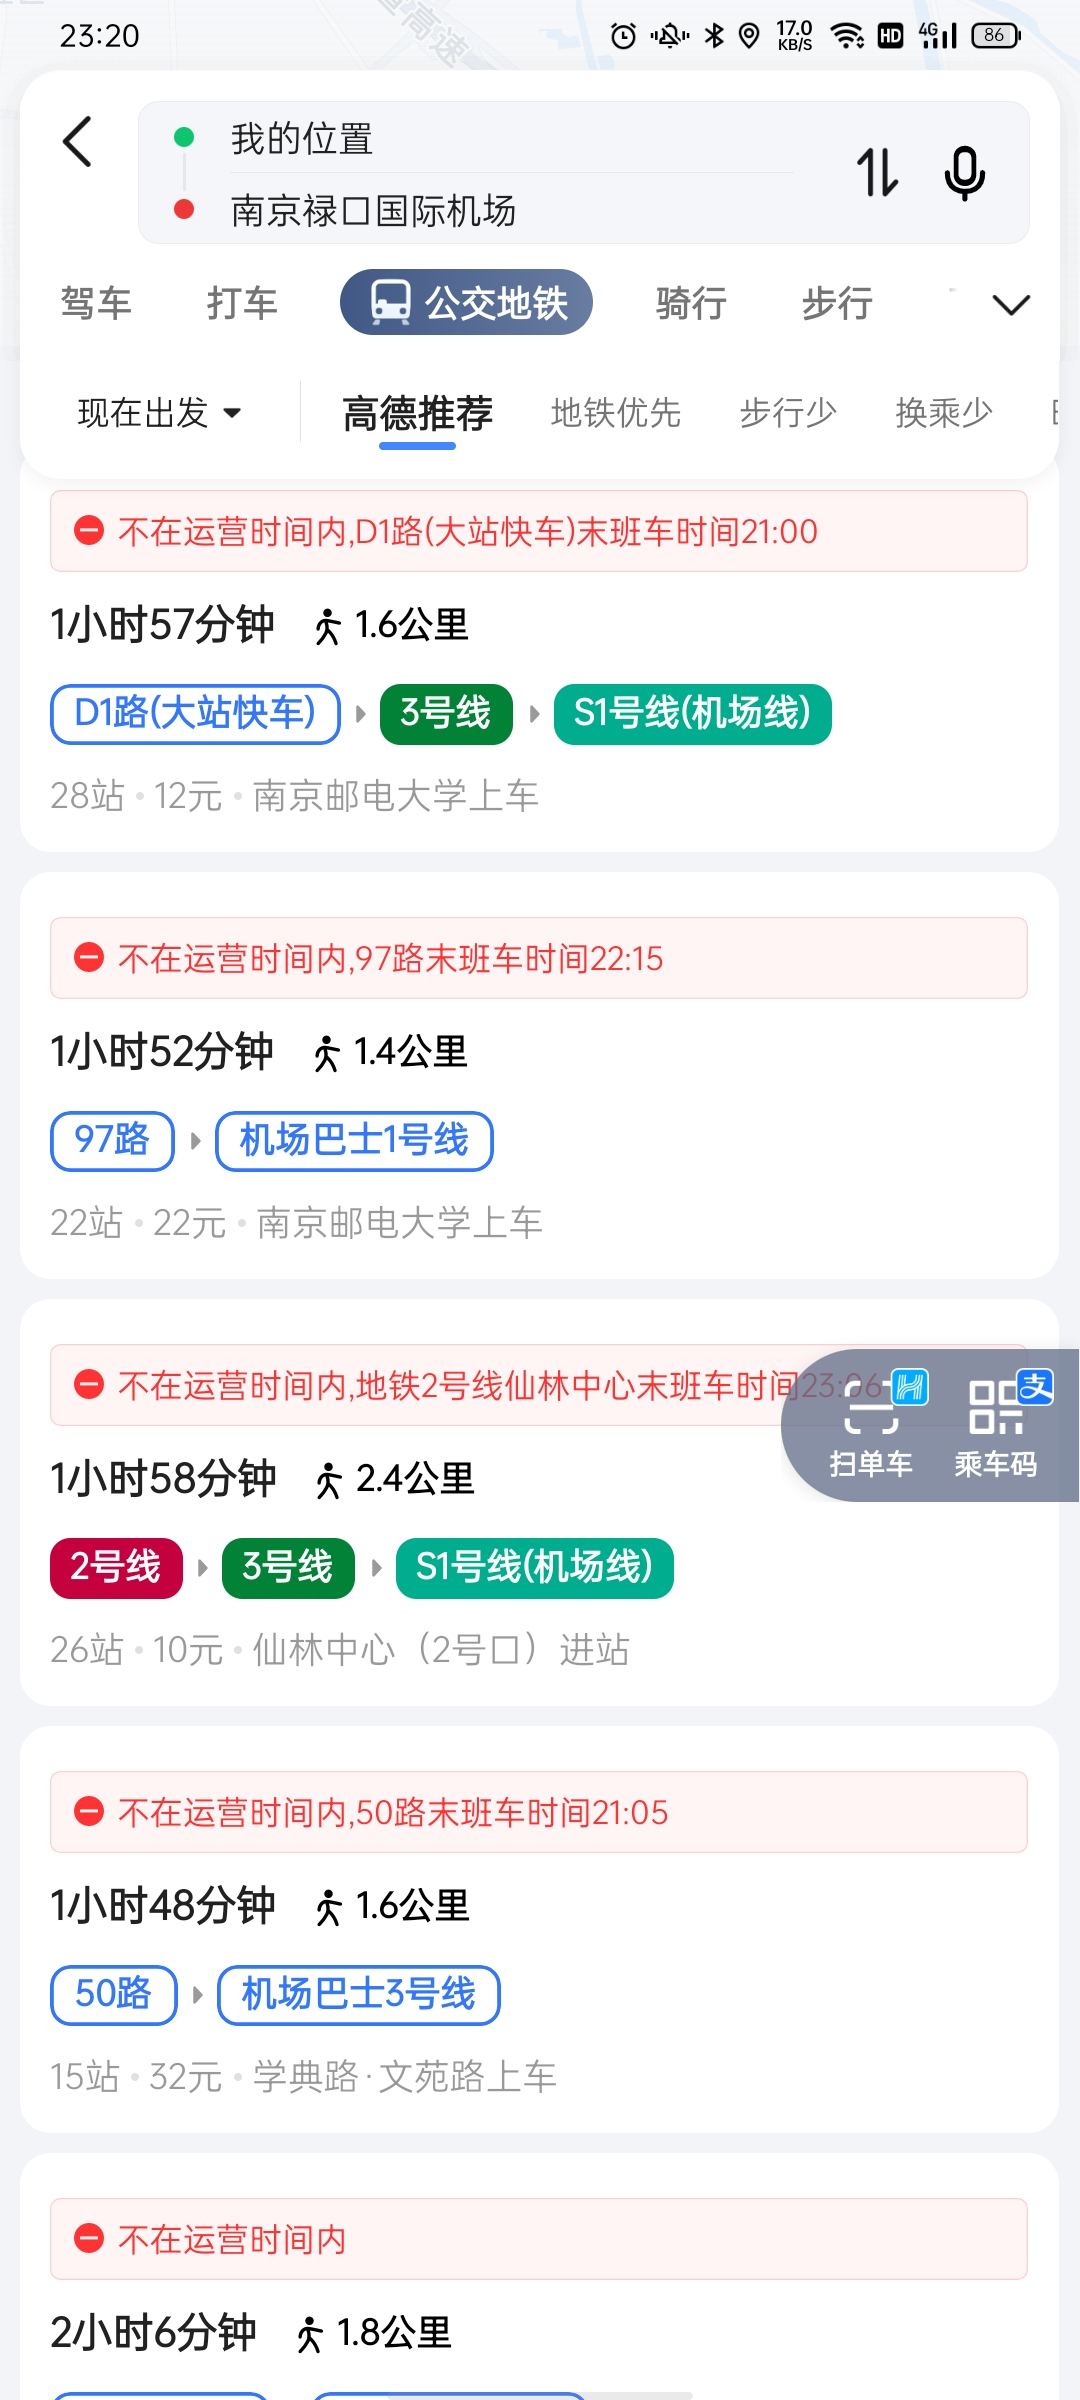 23:20
17.0
KB/S
HD
4G
86
高速
我的位置
南京禄口国际机场
驾车 打车 公交地铁 骑行 步行
现在出发 高德推荐 地铁优先 步行少 换乘少
不在运营时间内,D1路(大站快车)末班车时间21:00
1小时57分钟 1.6公里
D1路(大站快车) 3号线 S1号线(机场线)
28站·12元·南京邮电大学上车
不在运营时间内,97路末班车时间22:15
1小时52分钟 1.4公里
97路 机场巴士1号线
22站·22元·南京邮电大学上车
不在运营时间内,地铁2号线仙林中心末班车时间23:06
支
扫单车 乘车码
1小时58分钟 2.4公里
2号线 3号线 S1号线(机场线)
26站·10元·仙林中心（2号口）进站
不在运营时间内,50路末班车时间21:05
1小时48分钟 1.6公里
50路 机场巴士3号线
15站·32元·学典路·文苑路上车
不在运营时间内
2小时6分钟 1.8公里